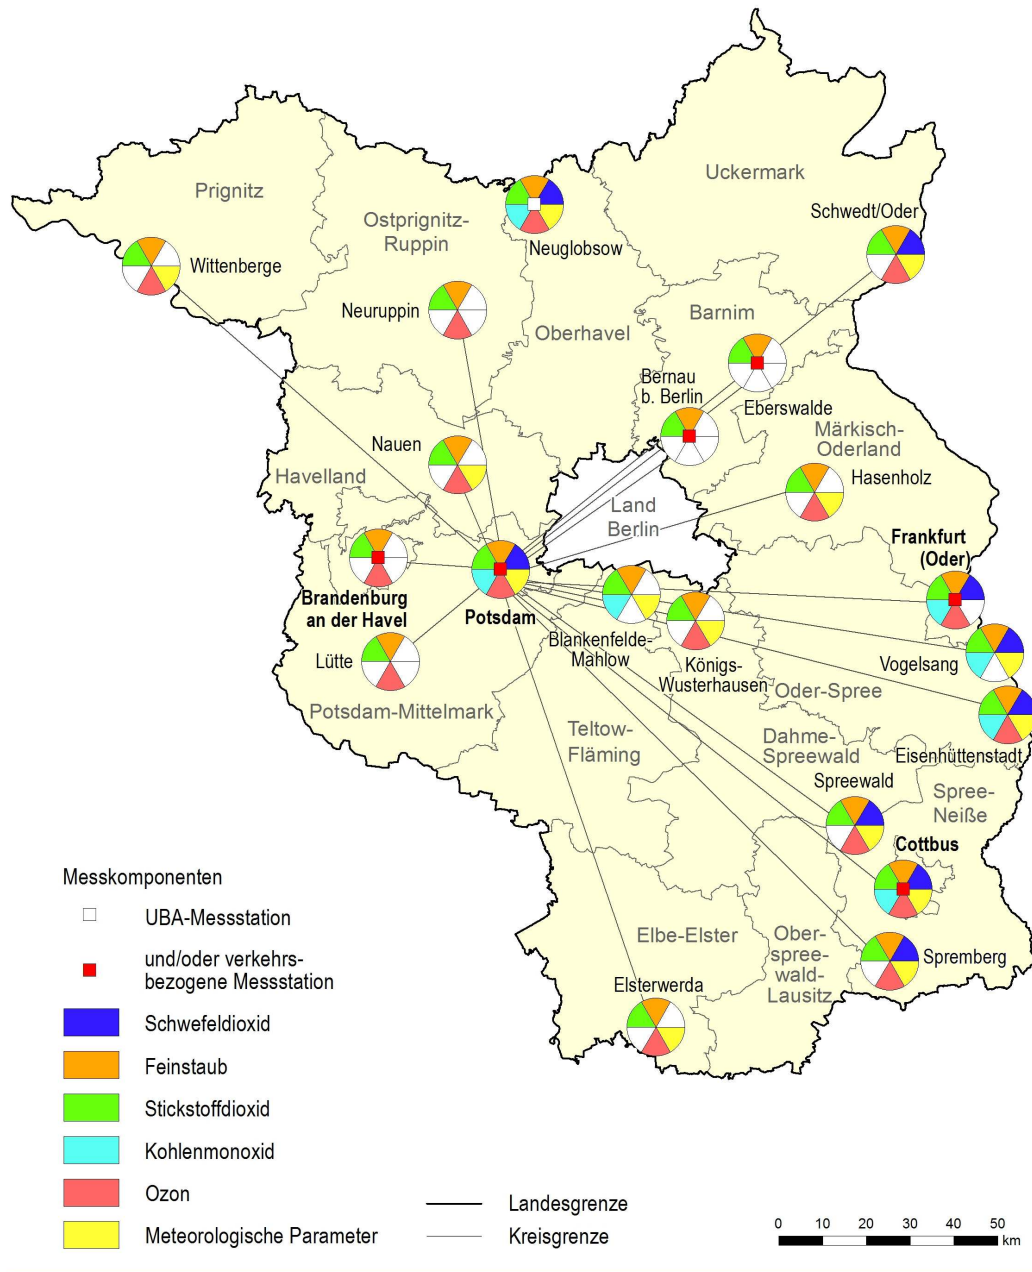 Uckermark
Prignitz
Schwedt/Oder
Ostprignitz-
Ruppin
Neuglobsow
Wittenberge
Neuruppin
Barnim
Oberhavel
Bernau
b. Berlin
Eberswalde
Märkisch-
Oderland
Nauen
Havelland
Hasenholz
Land
Berlin
Frankfurt
(Oder)
Brandenburg
an der Havel
Potsdam
Blankenfelde-
Mahlow
Königs-
Wusterhausen
Vogelsang
Lütte
Oder-Spree
Potsdam-Mittelmark
Teltow-
Fläming
Dahme-
Spreewald
Eisenhüttenstadt
Spreewald
Spree-
Neiße
Cottbus
Elbe-Elster
Ober-
spree-
wald-
Lausitz
Spremberg
Elsterwerda
Messkomponenten
UBA-Messstation
und/oder verkehrs-
bezogene Messstation
Schwefeldioxid
Feinstaub
Stickstoffdioxid
Kohlenmonoxid
Ozon
Meteorologische Parameter
Landesgrenze
Kreisgrenze
0 10 20 30 40 50
km